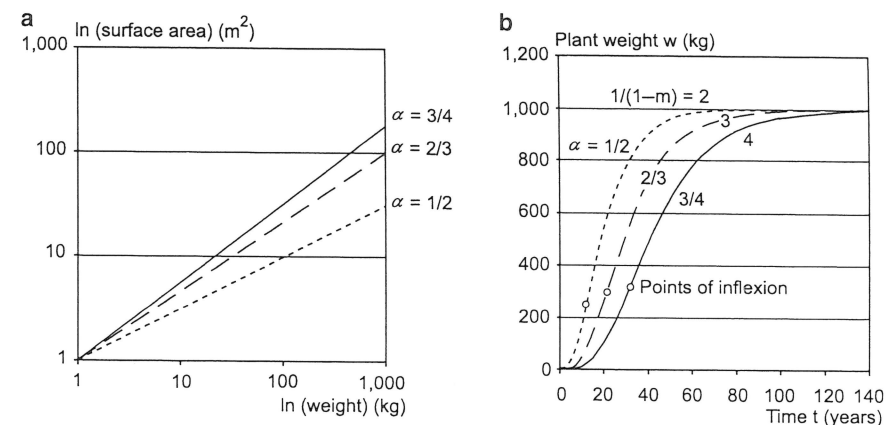 a
ln (surface area) (m²)
1,000
100
10
1
α = 3/4
α = 2/3
α = 1/2
1 10 100 1,000
ln (weight) (kg)
b
Plant weight w (kg)
1,200
1,000
800
600
400
200
0
1/(1–m) = 2
3
4
α = 1/2
2/3
3/4
Points of inflexion
0 20 40 60 80 100 120 140
Time t (years)